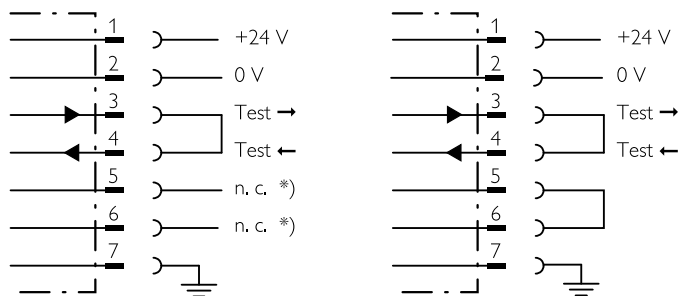 1 +24 V
2 0 V
3 Test →
4 Test ←
5 n. c. *)
6 n. c. *)
7
1 +24 V
2 0 V
3 Test →
4 Test ←
5
6
7